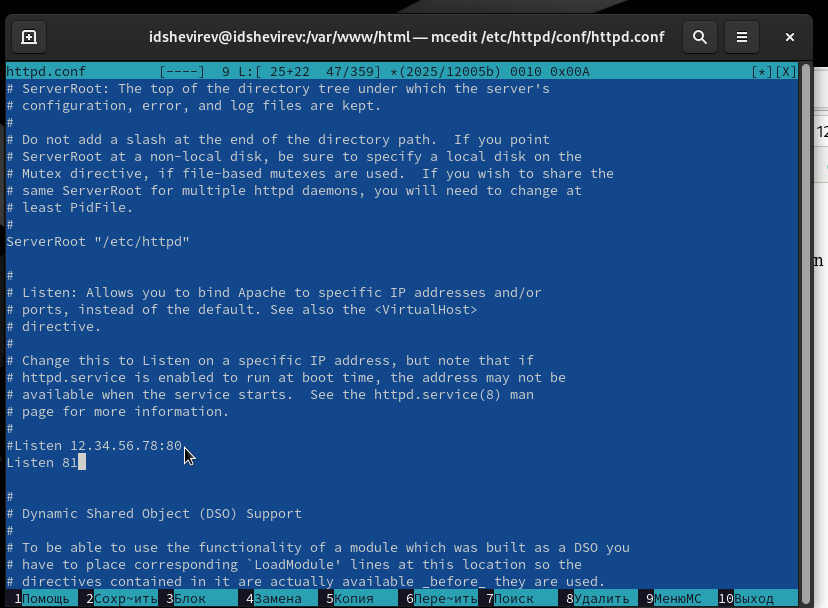 idshevirev@idshevirev:/var/www/html — mcedit /etc/httpd/conf/httpd.conf
httpd.conf [----] 9 L:[ 25+22 47/359] *(2025/12005b) 0010 0x00A [*][X]
# ServerRoot: The top of the directory tree under which the server's
# configuration, error, and log files are kept.
#
# Do not add a slash at the end of the directory path. If you point
# ServerRoot at a non-local disk, be sure to specify a local disk on the
# Mutex directive, if file-based mutexes are used. If you wish to share the
# same ServerRoot for multiple httpd daemons, you will need to change at
# least PidFile.
#
ServerRoot "/etc/httpd"
#
# Listen: Allows you to bind Apache to specific IP addresses and/or
# ports, instead of the default. See also the <VirtualHost>
# directive.
#
# Change this to Listen on a specific IP address, but note that if
# httpd.service is enabled to run at boot time, the address may not be
# available when the service starts. See the httpd.service(8) man
# page for more information.
#
#Listen 12.34.56.78:80
Listen 81
#
# Dynamic Shared Object (DSO) Support
#
# To be able to use the functionality of a module which was built as a DSO you
# have to place corresponding `LoadModule' lines at this location so the
# directives contained in it are actually available _before_ they are used.
1Помощь 2Сохр~ить 3Блок 4Замена 5Копия 6Пере~ить 7Поиск 8Удалить 9МенюMC 10Выход
12
n